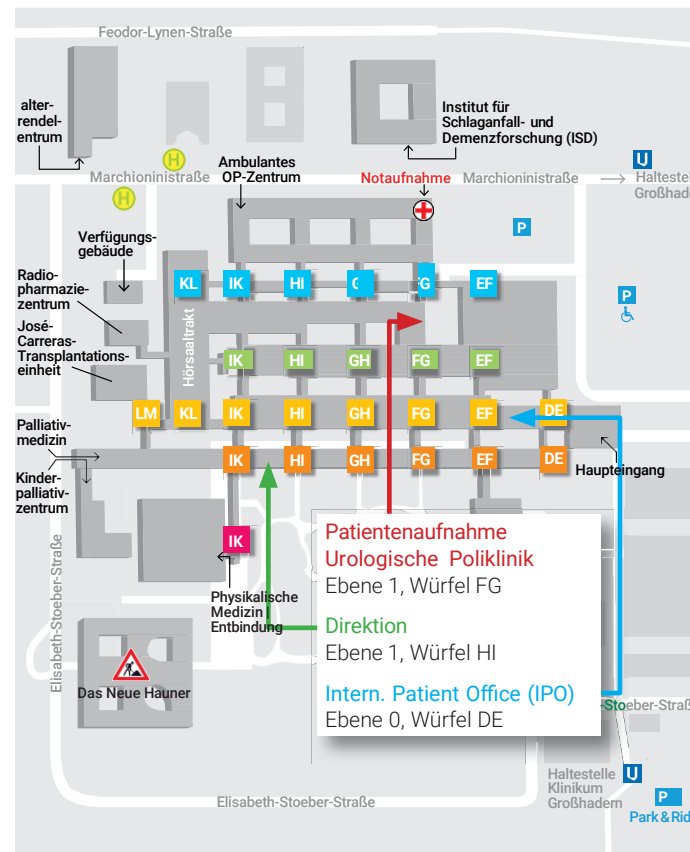 Feodor-Lynen-Straße
alter-
rendel-
entrum
Institut für
Schlaganfall- und
Demenzforschung (ISD)
H
Ambulantes
OP-Zentrum
Notaufnahme
Marchioninistraße
Marchioninistraße
U
Haltestelle
Großhad
H
P
Verfügungs-
gebäude
Radio-
pharmazie-
zentrum
KL IK HI G FG EF
P
José-
Carreras-
Transplantations-
einheit
Hörsaaltrakt
IK HI GH FG EF
LM KL IK HI GH FG EF DE
Palliativ-
medizin
IK HI GH FG EF DE
Haupteingang
Kinder-
palliativ-
zentrum
IK
Physikalische
Medizin I
Entbindung
Elisabeth-Stoeber-Straße
Das Neue Hauner
Patientenaufnahme
Urologische Poliklinik
Ebene 1, Würfel FG
Direktion
Ebene 1, Würfel HI
Intern. Patient Office (IPO)
Ebene 0, Würfel DE
-Stoeber-Straß
Haltestelle
Klinikum
Großhadern
U
Elisabeth-Stoeber-Straße
P
Park & Rid